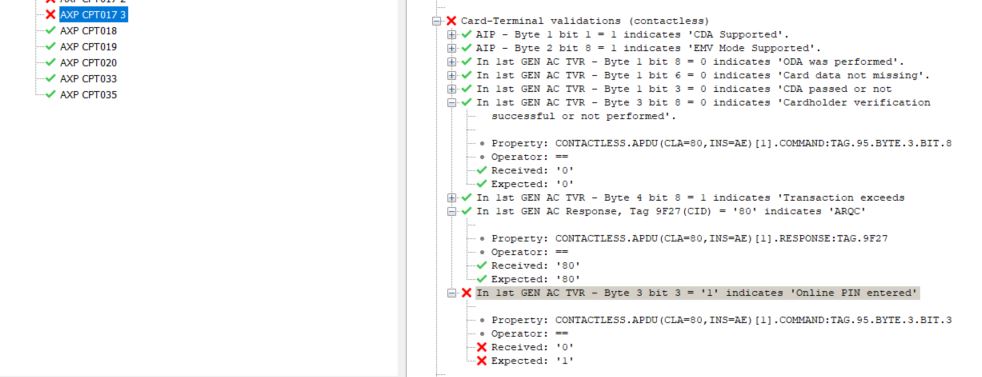 AXP CPT017 2
AXP CPT017 3
AXP CPT018
AXP CPT019
AXP CPT020
AXP CPT033
AXP CPT035
Card-Terminal validations (contactless)
AIP - Byte 1 bit 1 = 1 indicates 'CDA Supported'.
AIP - Byte 2 bit 8 = 1 indicates 'EMV Mode Supported'.
In 1st GEN AC TVR - Byte 1 bit 8 = 0 indicates 'ODA was performed'.
In 1st GEN AC TVR - Byte 1 bit 6 = 0 indicates 'Card data not missing'.
In 1st GEN AC TVR - Byte 1 bit 3 = 0 indicates 'CDA passed or not
In 1st GEN AC TVR - Byte 3 bit 8 = 0 indicates 'Cardholder verification
successful or not performed'.
Property: CONTACTLESS.APDU(CLA=80,INS=AE)[1].COMMAND:TAG.95.BYTE.3.BIT.8
Operator: ==
Received: '0'
Expected: '0'
In 1st GEN AC TVR - Byte 4 bit 8 = 1 indicates 'Transaction exceeds
In 1st GEN AC Response, Tag 9F27(CID) = '80' indicates 'ARQC'
Property: CONTACTLESS.APDU(CLA=80,INS=AE)[1].RESPONSE:TAG.9F27
Operator: ==
Received: '80'
Expected: '80'
In 1st GEN AC TVR - Byte 3 bit 3 = '1' indicates 'Online PIN entered'
Property: CONTACTLESS.APDU(CLA=80,INS=AE)[1].COMMAND:TAG.95.BYTE.3.BIT.3
Operator: ==
Received: '0'
Expected: '1'